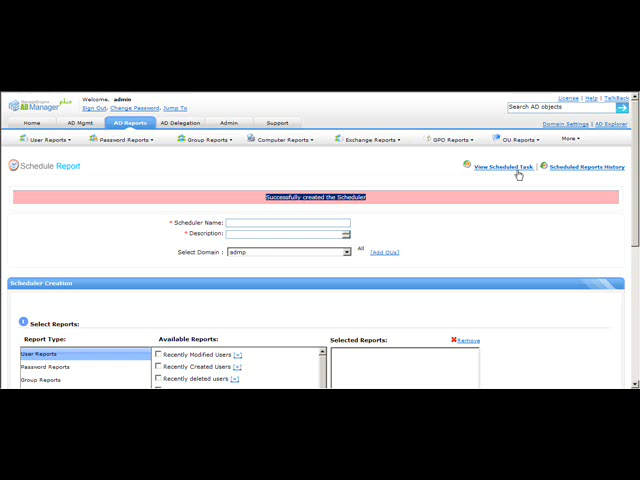 ManageEngine
ADManager plus
Welcome, admin
Sign Out Change Password Jump To
License | Help | TalkBack
Search AD objects
Home AD Mgmt AD Reports AD Delegation Admin Support
Domain Settings | AD Explorer
User Reports Password Reports Group Reports Computer Reports Exchange Reports GPO Reports OU Reports More
Schedule Report
View Scheduled Task | Scheduled Reports History
Successfully created the Scheduler
* Scheduler Name:
* Description:
Select Domain : admp All [Add OUs]
Scheduler Creation
1 Select Reports:
Report Type: Available Reports: Selected Reports: Remove
User Reports Recently Modified Users [+]
Password Reports Recently Created Users [+]
Group Reports Recently deleted users [+]